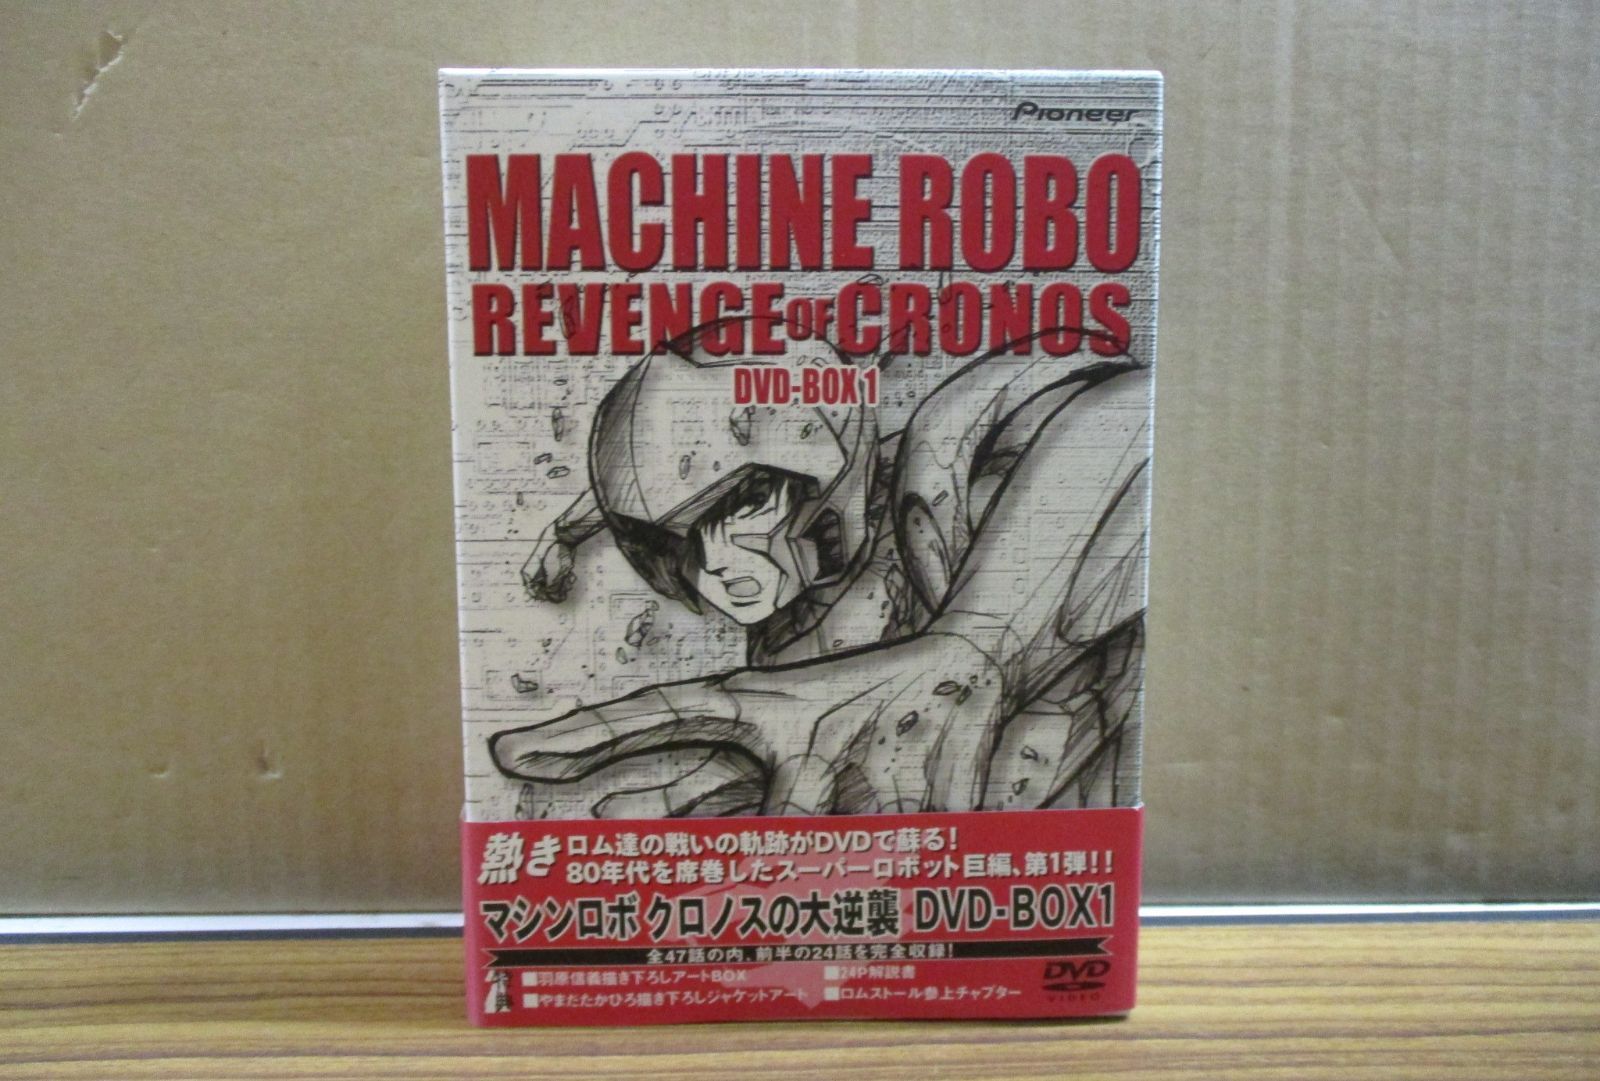 Pioneer
MACHINE ROBO
REVENGE OF CRONOS
DVD-BOX 1
熱き ロム達の戦いの軌跡がDVDで蘇る!
80年代を席巻したスーパーロボット巨編、第1弾!!
マシンロボ クロノスの大逆襲 DVD-BOX1
全47話の内、前半の24話を完全収録!
特典
■羽原信義描き下ろしアートBOX ■24P解説書
■やまだたかひろ描き下ろしジャケットアート ■ロムストール参上チャプター
DVD
VIDEO